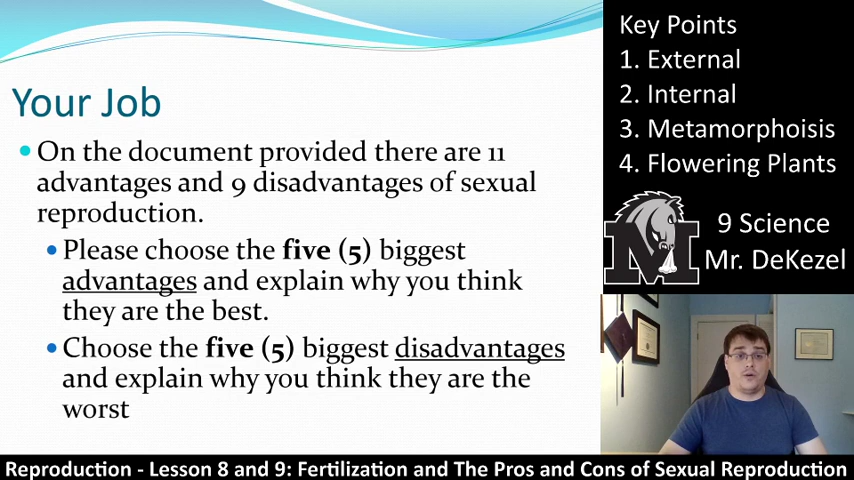 Your Job
On the document provided there are 11
advantages and 9 disadvantages of sexual
reproduction.
Please choose the five (5) biggest
advantages and explain why you think
they are the best.
Choose the five (5) biggest disadvantages
and explain why you think they are the
worst
Key Points
1. External
2. Internal
3. Metamorphoisis
4. Flowering Plants
M
9 Science
Mr. DeKezel
Reproduction - Lesson 8 and 9: Fertilization and The Pros and Cons of Sexual Reproduction